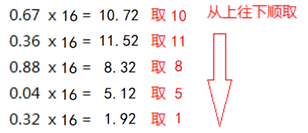 0.67 x 16 = 10.72 取 10 从上往下顺取
0.36 x 16 = 11.52 取 11
0.88 x 16 = 8.32 取 8
0.04 x 16 = 5.12 取 5
0.32 x 16 = 1.92 取 1